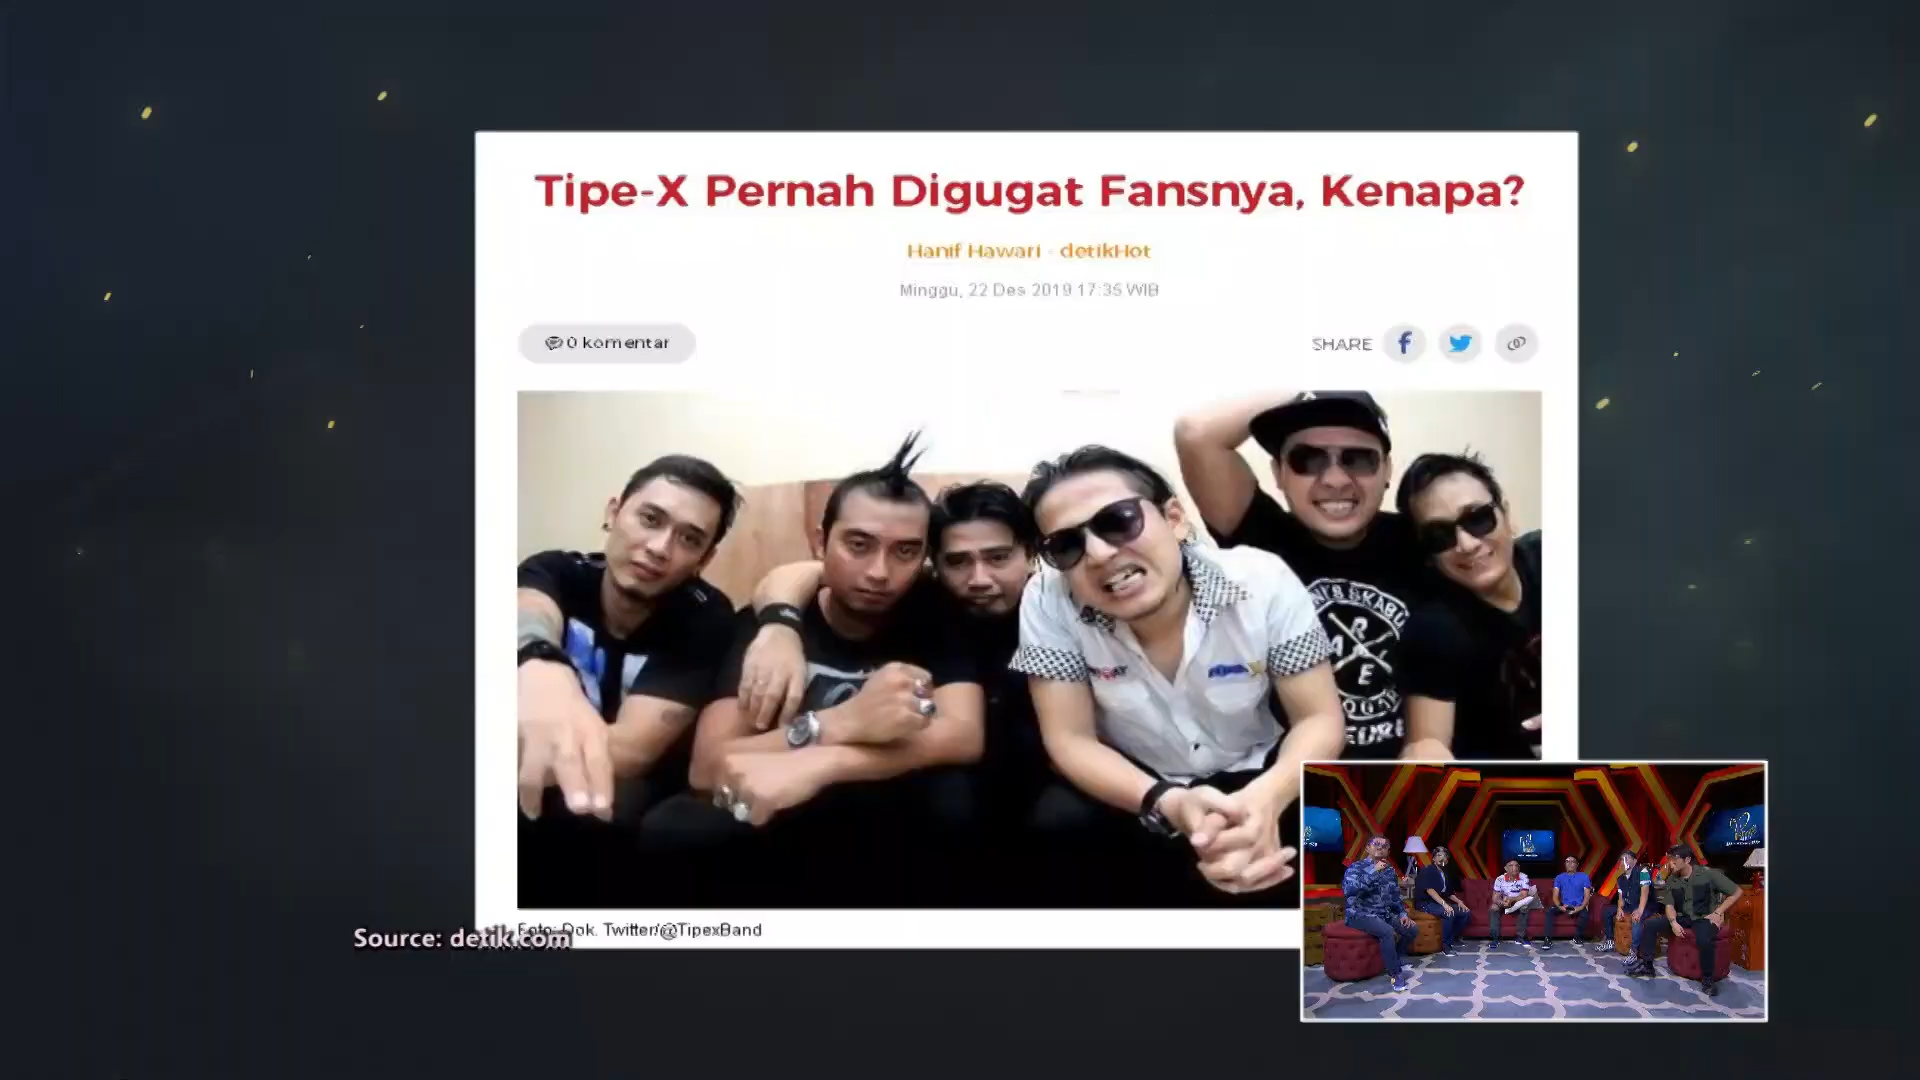 Tipe-X Pernah Digugat Fansnya, Kenapa?
Hanif Hawari - detikHot
Minggu, 22 Des 2019 17:35 WIB
0 komentar
SHARE
Foto: Dok. Twitter/@TipexBand
Source: detik.com